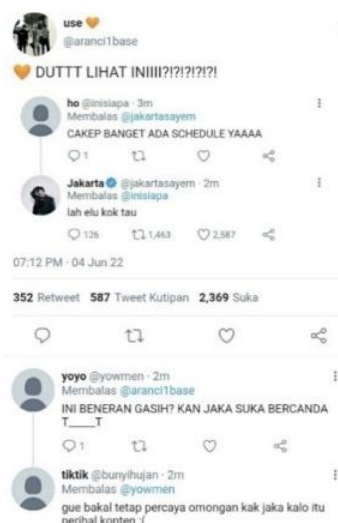 use 🧡
@aranci1base
🧡 DUTTT LIHAT INIIII?!?!?!?!?!
ho @inisiapa · 3m
Membalas @jakartasayem
CAKEP BANGET ADA SCHEDULE YAAAA
1
Jakarta @jakartasayem · 2m
Membalas @inisiapa
lah elu kok tau
126 1,463 2,587
07:12 PM · 04 Jun 22
352 Retweet 587 Tweet Kutipan 2,369 Suka
yoyo @yowmen · 2m
Membalas @aranci1base
INI BENERAN GASIH? KAN JAKA SUKA BERCANDA
T____T
1
tiktik @bunyihujan · 2m
Membalas @yowmen
gue bakal tetap percaya omongan kak jaka kalo itu
perihal konten :(